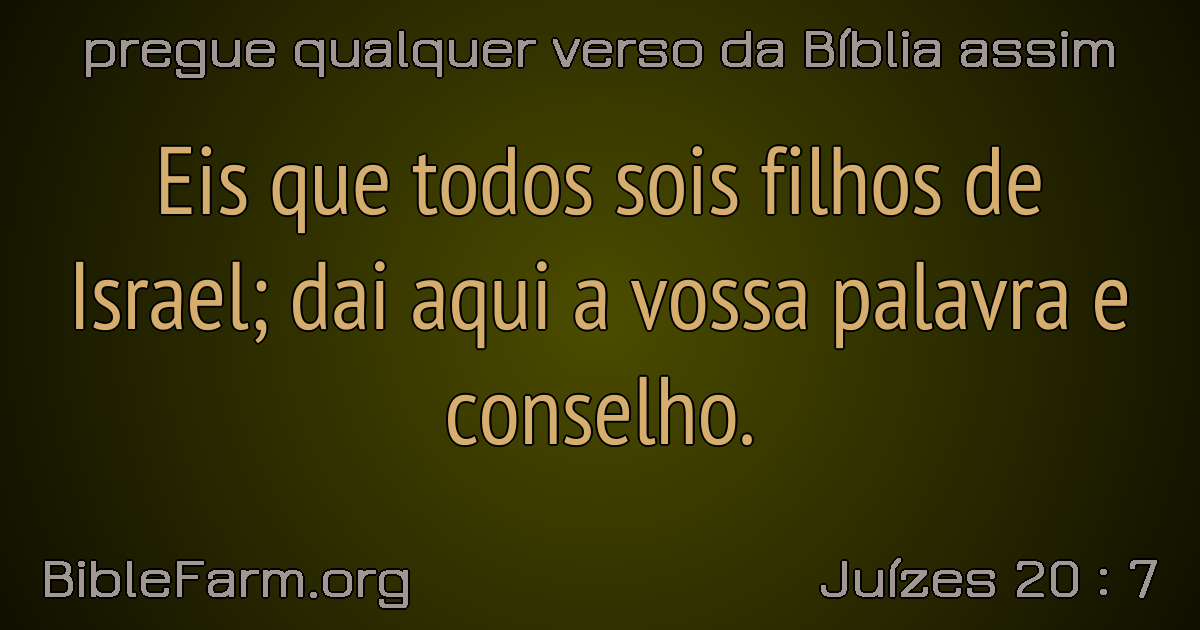 pregue qualquer verso da Bíblia assim
Eis que todos sois filhos de
Israel; dai aqui a vossa palavra e
conselho.
BibleFarm.org
Juízes 20 : 7